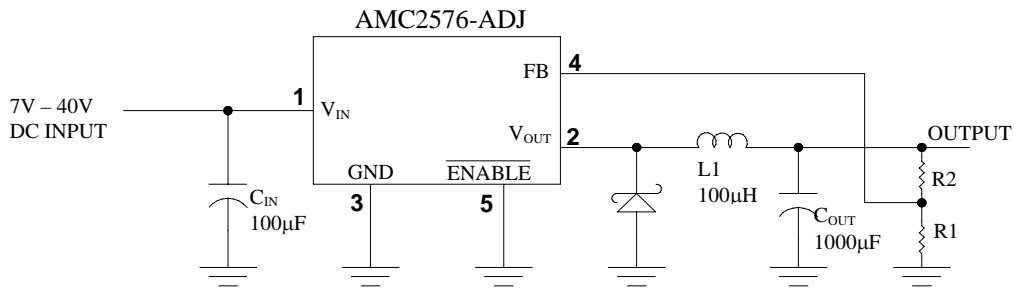 AMC2576-ADJ
7V – 40V
DC INPUT
1
V_IN
FB
4
V_OUT
2
GND
3
ENABLE
5
C_IN
100µF
L1
100µH
C_OUT
1000µF
OUTPUT
R2
R1